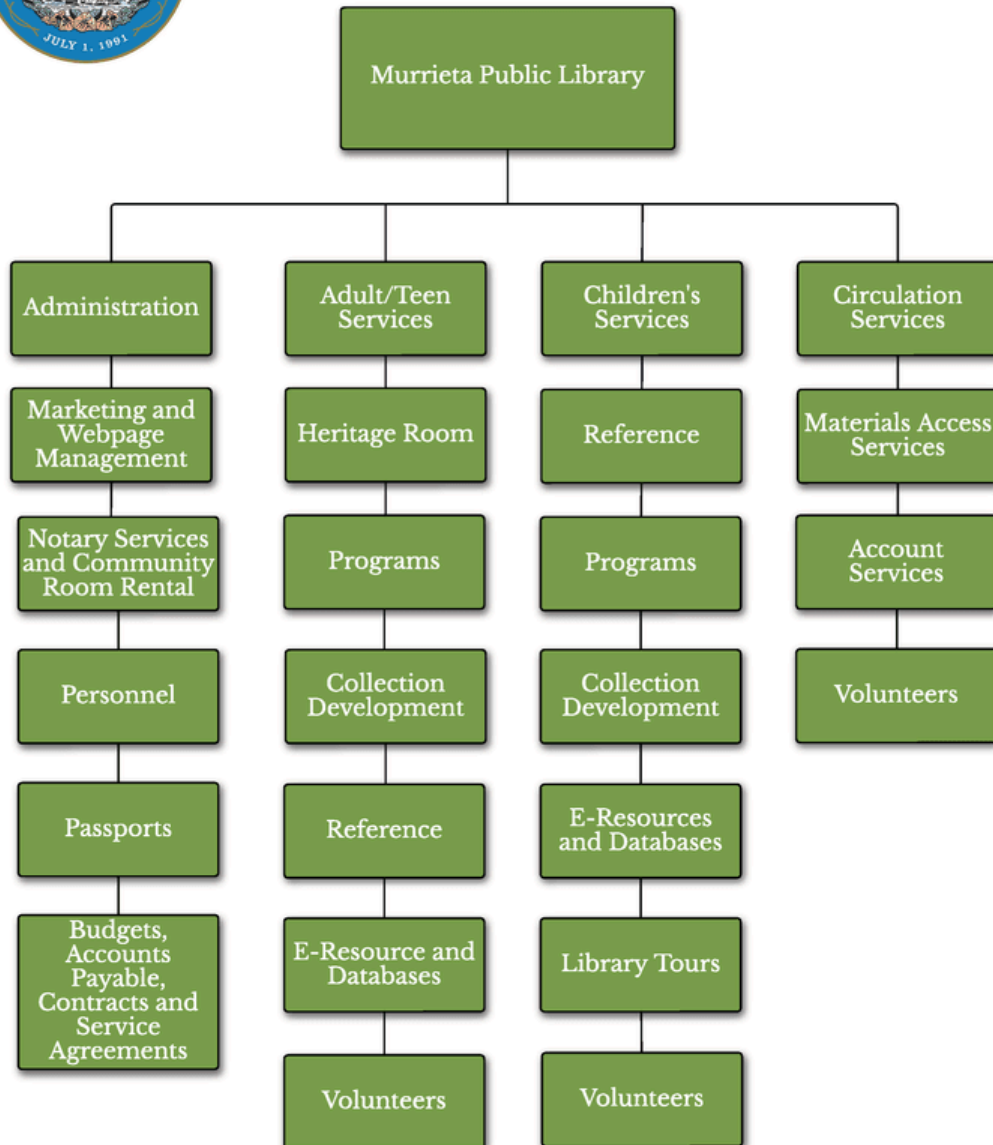 JULY 1, 1991
Murrieta Public Library
Administration
Marketing and
Webpage
Management
Notary Services
and Community
Room Rental
Personnel
Passports
Budgets,
Accounts
Payable,
Contracts and
Service
Agreements
Adult/Teen
Services
Heritage Room
Programs
Collection
Development
Reference
E-Resource and
Databases
Volunteers
Children's
Services
Reference
Programs
Collection
Development
E-Resources
and Databases
Library Tours
Volunteers
Circulation
Services
Materials Access
Services
Account
Services
Volunteers